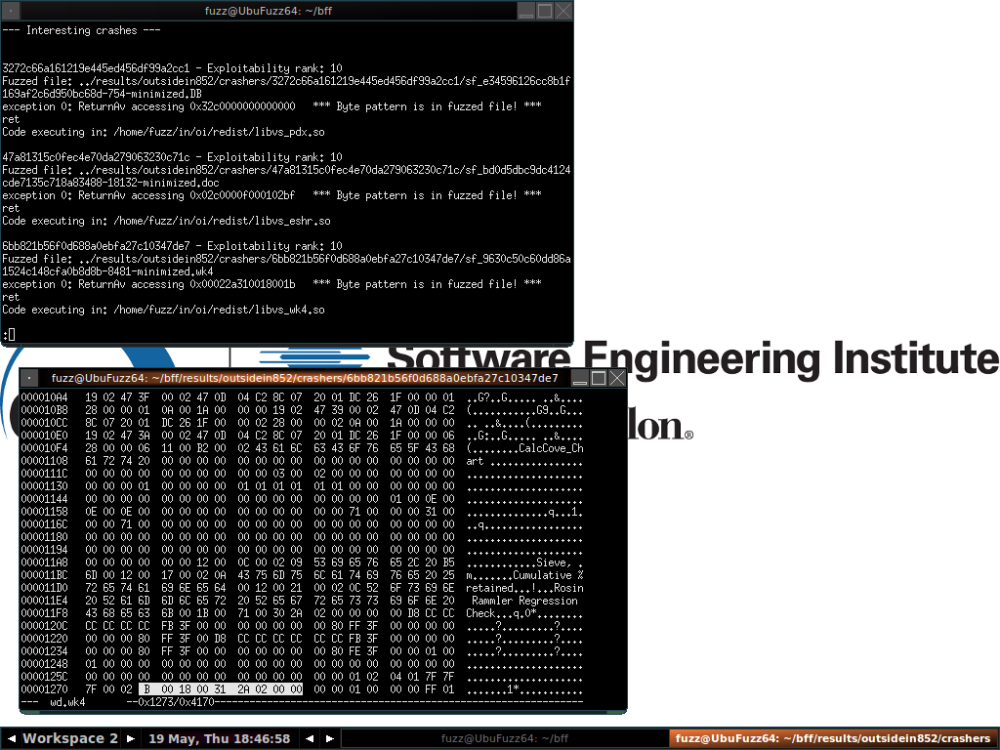 fuzz@UbuFuzz64: ~/bff
--- Interesting crashes ---
3272c66a161219e445ed456df99a2cc1 - Exploitability rank: 10
Fuzzed file: ../results/outsidein852/crashers/3272c66a161219e445ed456df99a2cc1/sf_e34596126cc8b1f
169af2c6d950bc68d-754-minimized.DB
exception 0: ReturnAv accessing 0x32c0000000000000   *** Byte pattern is in fuzzed file! ***
ret
Code executing in: /home/fuzz/in/oi/redist/libvs_pdx.so
47a81315c0fec4e70da279063230c71c - Exploitability rank: 10
Fuzzed file: ../results/outsidein852/crashers/47a81315c0fec4e70da279063230c71c/sf_bd0d5dbc9dc4124
cde7135c718a83488-18132-minimized.doc
exception 0: ReturnAv accessing 0x02c0000f000102bf   *** Byte pattern is in fuzzed file! ***
ret
Code executing in: /home/fuzz/in/oi/redist/libvs_eshr.so
6bb821b56f0d688a0ebfa27c10347de7 - Exploitability rank: 10
Fuzzed file: ../results/outsidein852/crashers/6bb821b56f0d688a0ebfa27c10347de7/sf_9630c50c60dd86a
1524c148cfa0b8d8b-8481-minimized.wk4
exception 0: ReturnAv accessing 0x00022a310018001b   *** Byte pattern is in fuzzed file! ***
ret
Code executing in: /home/fuzz/in/oi/redist/libvs_wk4.so
:
Software Engineering Institute
lon®
fuzz@UbuFuzz64: ~/bff/results/outsidein852/crashers/6bb821b56f0d688a0ebfa27c10347de7
000010A4   19 02 47 3F  00 02 47 0D  04 C2 8C 07  20 01 DC 26  1F 00 00 01  ..G?..G..... ..&....
000010B8   28 00 00 01  0A 00 1A 00  00 00 19 02  47 39 00 02  47 0D 04 C2  (...........G9..G...
000010CC   8C 07 20 01  DC 26 1F 00  00 02 28 00  00 02 0A 00  1A 00 00 00  .. ..&....(.........
000010E0   19 02 47 3A  00 02 47 0D  04 C2 8C 07  20 01 DC 26  1F 00 00 06  ..G:..G..... ..&....
000010F4   28 00 00 06  11 00 B2 00  02 43 61 6C  63 43 6F 76  65 5F 43 68  (........CalcCove_Ch
00001108   61 72 74 20  00 00 00 00  00 00 00 00  00 00 00 00  00 00 00 00  art ................
0000111C   00 00 00 00  00 00 00 00  03 00 02 00  00 00 00 00  00 00 00 00  ....................
00001130   00 00 00 01  00 00 00 01  01 01 01 01  01 00 00 00  00 00 00 00  ....................
00001144   00 00 00 00  00 00 00 00  00 00 00 00  00 00 00 00  01 00 0E 00  ....................
00001158   0E 00 0E 00  00 00 00 00  00 00 00 00  00 71 00 00  00 00 31 00  .............q....1.
0000116C   00 00 71 00  00 00 00 00  00 00 00 00  00 00 00 00  00 00 00 00  ..q.................
00001180   00 00 00 00  00 00 00 00  00 00 00 00  00 00 00 00  00 00 00 00  ....................
00001194   00 00 00 00  00 00 00 00  00 00 00 00  00 00 00 00  00 00 00 00  ....................
000011A8   00 00 00 00  00 12 00 0C  00 02 09 53  69 65 76 65  2C 20 B5  ............Sieve, .
000011BC   6D 00 12 00  17 00 02 0A  43 75 6D 75  6C 61 74 69  76 65 20 25  m.......Cumulative %
000011D0   72 65 74 61  69 6E 65 64  00 12 00 21  00 02 0C 52  6F 73 69 6E  retained...!...Rosin
000011E4   20 52 61 6D  6D 6C 65 72  20 52 65 67  72 65 73 73  69 6F 6E 20   Rammler Regression
000011F8   43 68 65 63  6B 00 1B 00  71 00 30 2A  02 00 00 00  00 D8 CC CC  Check...q.0*........
0000120C   CC CC CC CC  FB 3F 00 00  00 00 00 00  00 80 FF 3F  00 00 00 00  .....?.........?....
00001220   00 00 00 80  FF 3F 00 D8  CC CC CC CC  CC CC FB 3F  00 00 00 00  .....?.........?....
00001234   00 00 00 80  FF 3F 00 00  00 00 00 00  00 80 FE 3F  00 00 01 00  .....?.........?....
00001248   01 00 00 00  00 00 00 00  00 00 00 00  00 00 00 00  00 00 00 00  ....................
0000125C   00 00 00 00  00 00 00 00  00 00 00 00  00 00 01 02  04 01 7F 7F  ....................
00001270   7F 00 02  B  00 18 00 31  2A 02 00 00  00 01 00 00  00 00 FF 01  .......1*...........
---  wd.wk4       --0x1273/0x4170---
Workspace 2
19 May, Thu 18:46:58
fuzz@UbuFuzz64: ~/bff
fuzz@UbuFuzz64: ~/bff/results/outsidein852/crashers